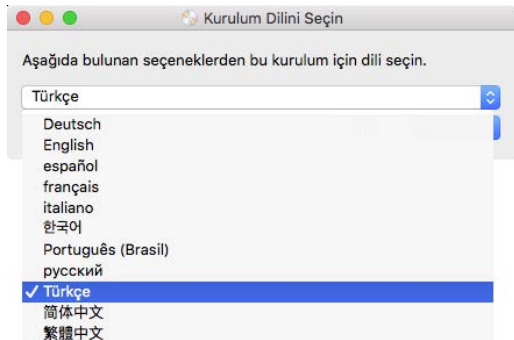 Kurulum Dilini Seçin
Aşağıda bulunan seçeneklerden bu kurulum için dili seçin.
Türkçe
Deutsch
English
español
français
italiano
한국어
Português (Brasil)
русский
✓ Türkçe
简体中文
繁體中文